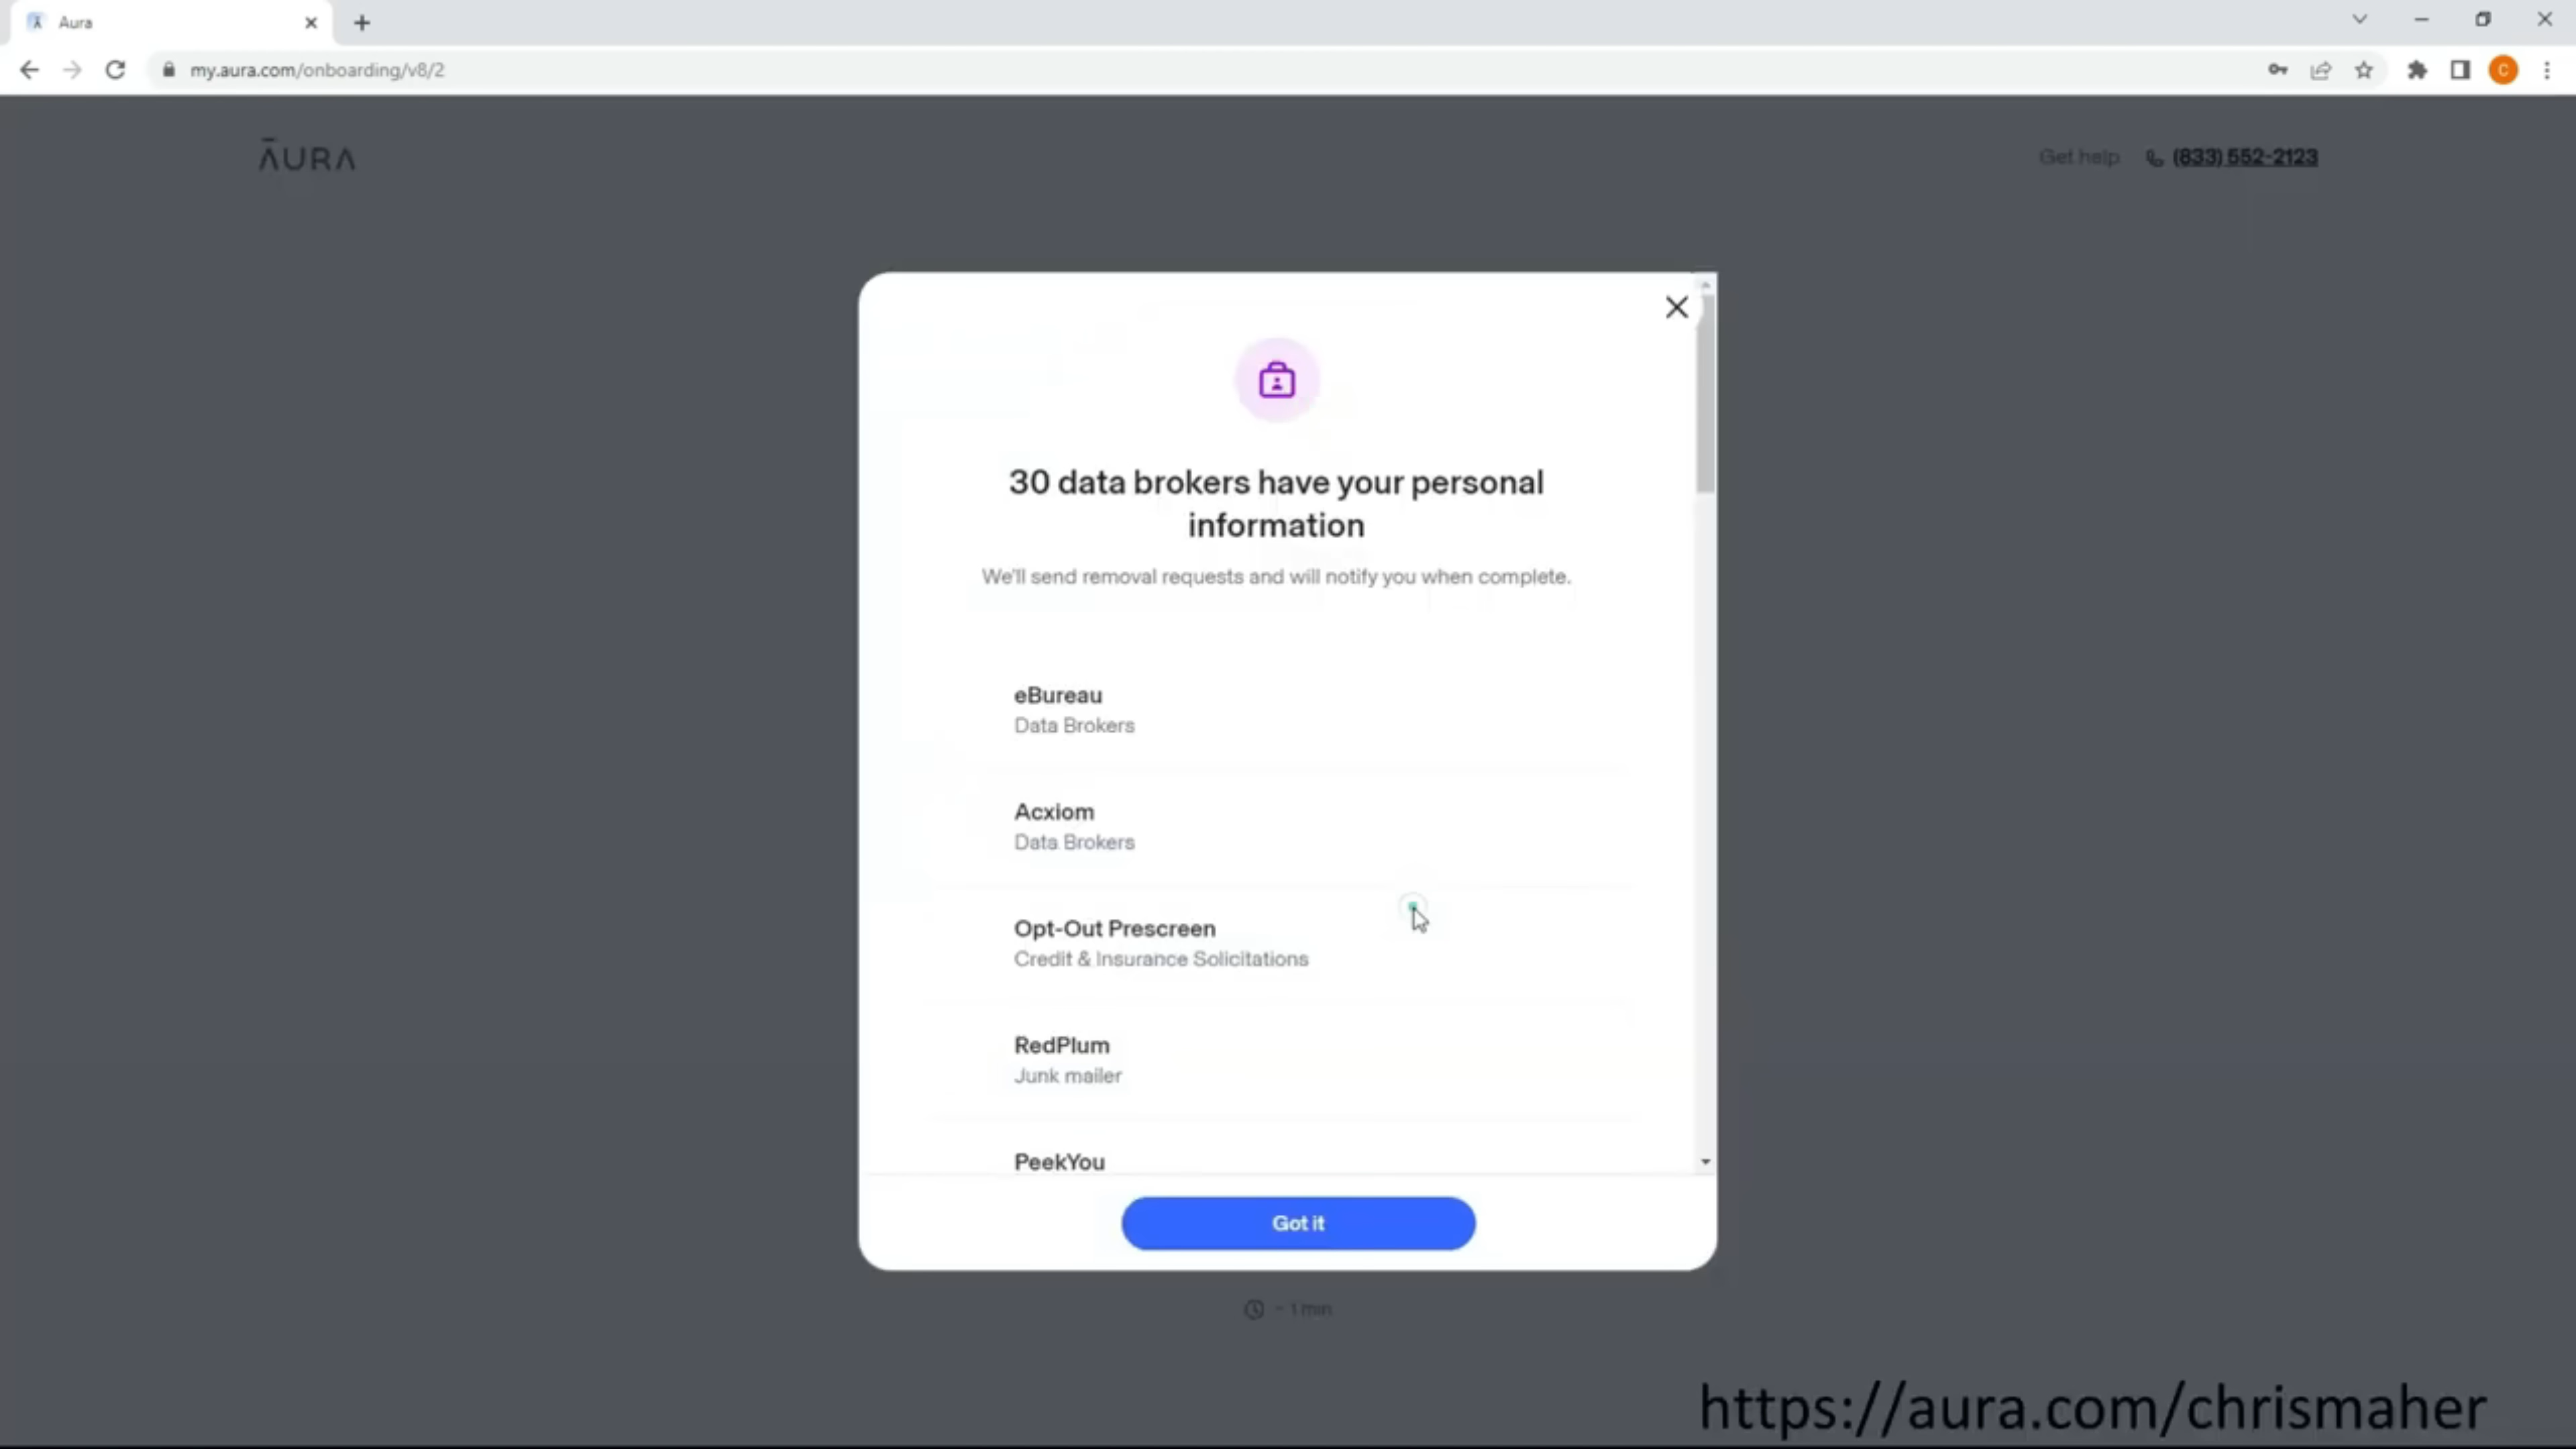 Aura
my.aura.com/onboarding/v8/2
C
ĀURA
Get help (833) 552-2123
30 data brokers have your personal
information
We'll send removal requests and will notify you when complete.
eBureau
Data Brokers
Acxiom
Data Brokers
Opt-Out Prescreen
Credit & Insurance Solicitations
RedPlum
Junk mailer
PeekYou
Got it
~ 1 min
https://aura.com/chrismaher